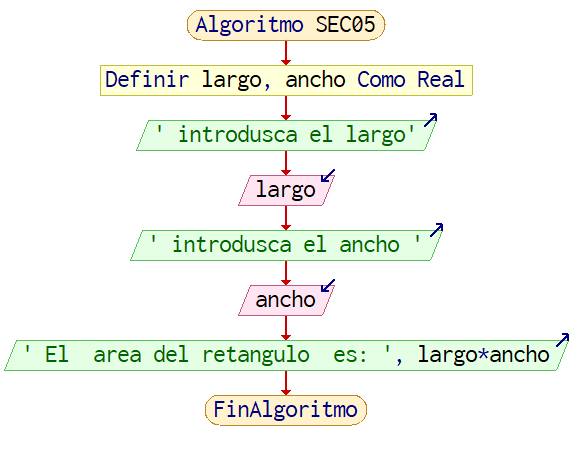 Algoritmo SEC05
Definir largo, ancho Como Real
' introdusca el largo'
largo
' introdusca el ancho '
ancho
' El  area del retangulo  es: ', largo*ancho
FinAlgoritmo